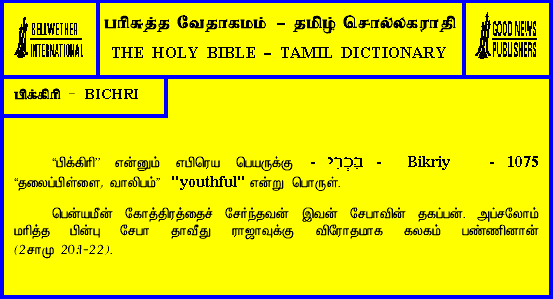 BELLWETHER
INTERNATIONAL
பரிசுத்த வேதாகமம் – தமிழ் சொல்லகராதி
THE HOLY BIBLE – TAMIL DICTIONARY
GOOD NEWS
PUBLISHERS
பிக்கிரி – BICHRI
“பிக்கிரி” என்னும் எபிரெய பெயருக்கு - בִּכְרִי - Bikriy - 1075
“தலைப்பிள்ளை, வாலிபம்” "youthful" என்று பொருள்.
பென்யமீன் கோத்திரத்தைச் சேர்ந்தவன் இவன் சேபாவின் தகப்பன். அப்சலோம்
மரித்த பின்பு சேபா தாவீது ராஜாவுக்கு விரோதமாக கலகம் பண்ணினான்
(2சாமு 20:1-22).